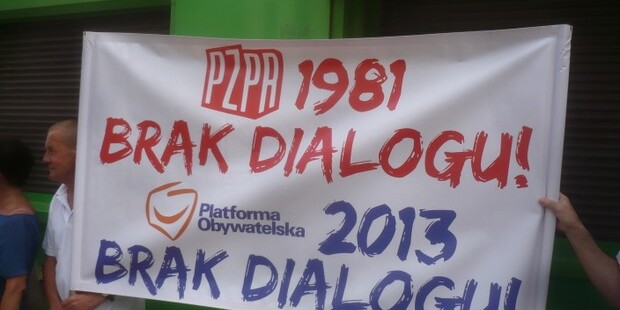 PZPR 1981
BRAK DIALOGU!
Platforma
Obywatelska 2013
BRAK DIALOGU!